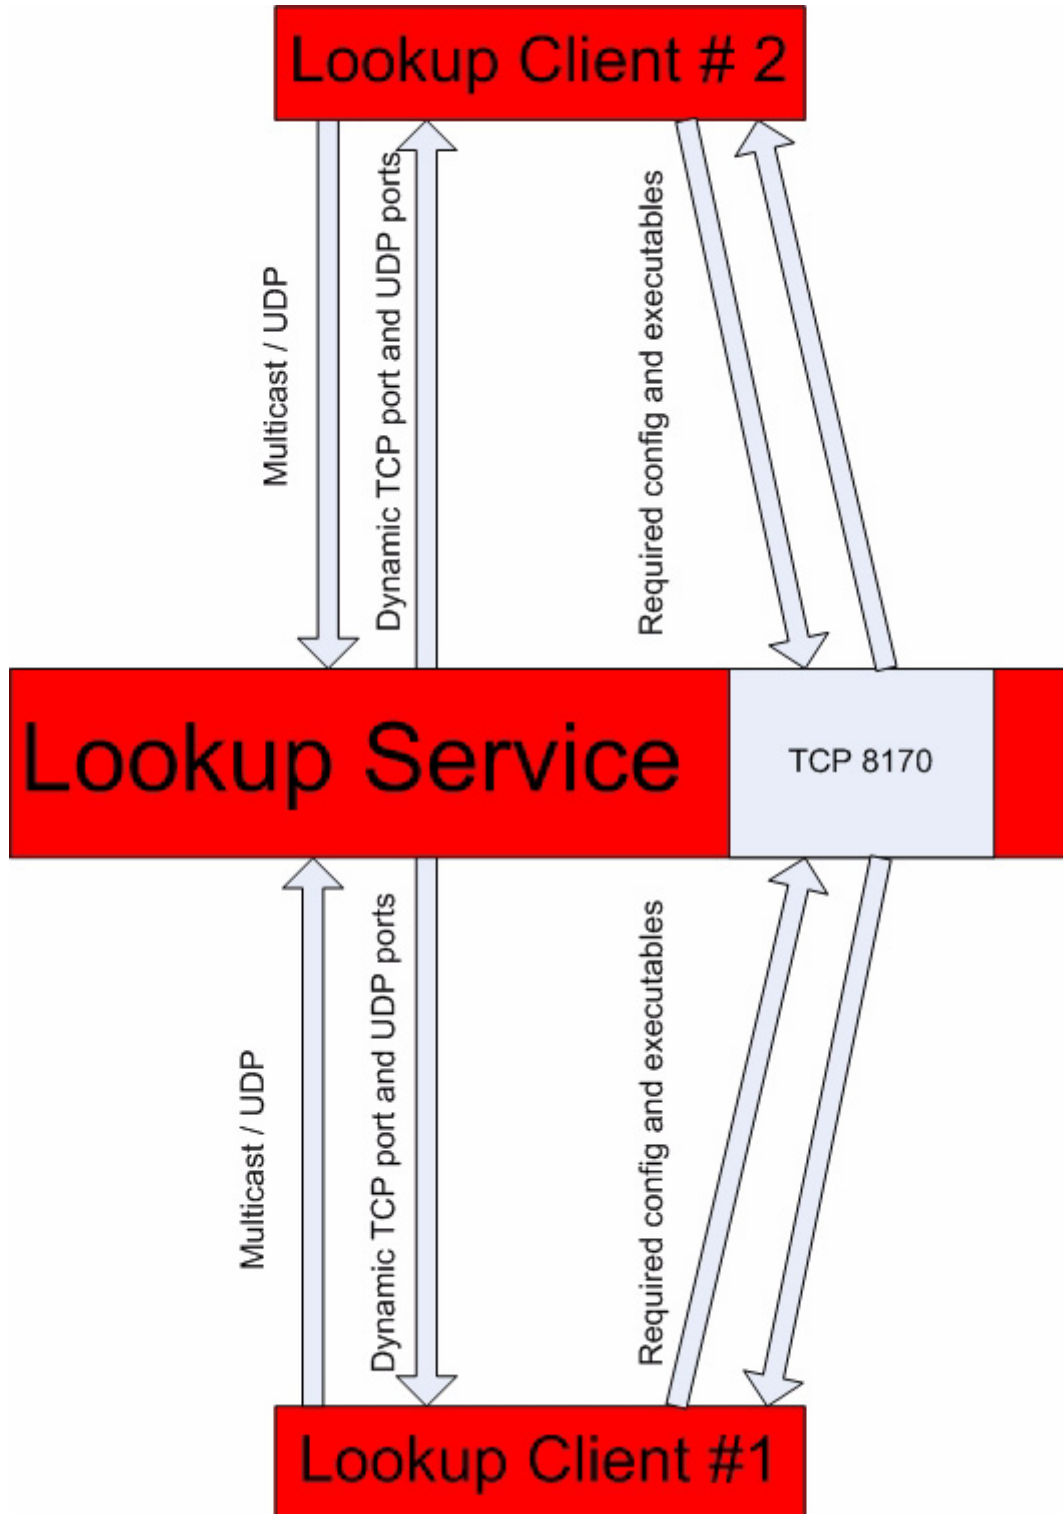 Lookup Client # 2
Multicast / UDP
Dynamic TCP port and UDP ports
Required config and executables
Lookup Service
TCP 8170
Multicast / UDP
Dynamic TCP port and UDP ports
Required config and executables
Lookup Client #1